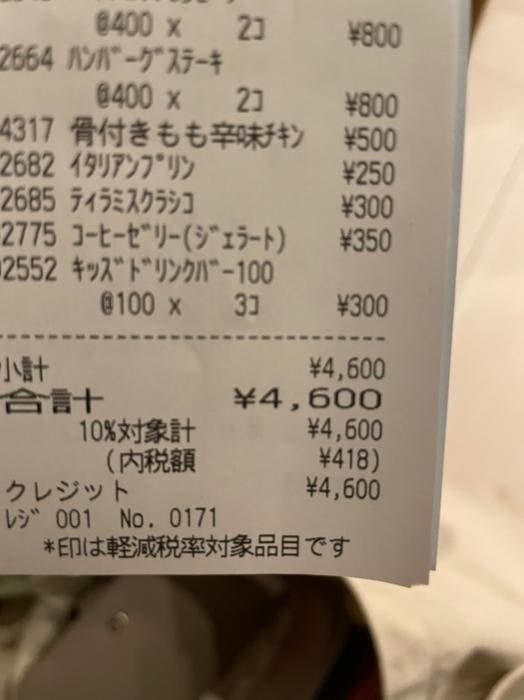 @400 x 2コ ¥800
2664 ﾊﾝﾊﾞｰｸﾞｽﾃｰｷ
@400 x 2コ ¥800
4317 骨付きもも辛味ﾁｷﾝ ¥500
2682 ｲﾀﾘｱﾝﾌﾟﾘﾝ ¥250
2685 ﾃｨﾗﾐｽｸﾗｼｺ ¥300
2775 ｺｰﾋｰｾﾞﾘｰ(ｼﾞｪﾗｰﾄ) ¥350
02552 ｷｯｽﾞﾄﾞﾘﾝｸﾊﾞｰ100
@100 x 3コ ¥300
小計 ¥4,600
合計 ¥4,600
10%対象計 ¥4,600
(内税額 ¥418)
クレジット ¥4,600
ﾚｼﾞ 001 No. 0171
*印は軽減税率対象品目です